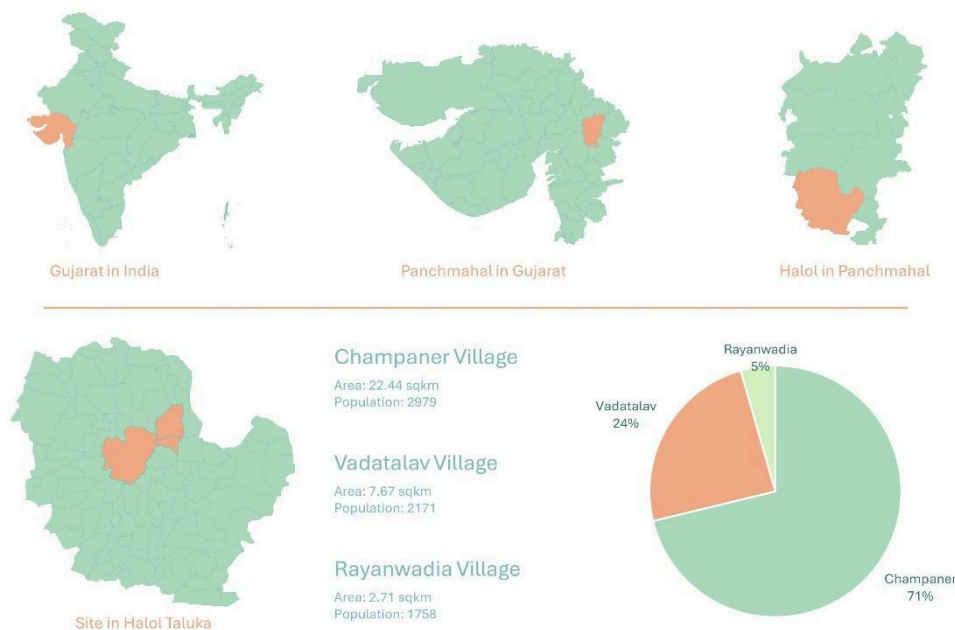 Gujarat in India
Panchmahal in Gujarat
Halol in Panchmahal
Site in Halol Taluka
Champaner Village
Area: 22.44 sqkm
Population: 2979
Vadatalav Village
Area: 7.67 sqkm
Population: 2171
Rayanwadia Village
Area: 2.71 sqkm
Population: 1758
Rayanwadia
5%
Vadatalav
24%
Champaner
71%